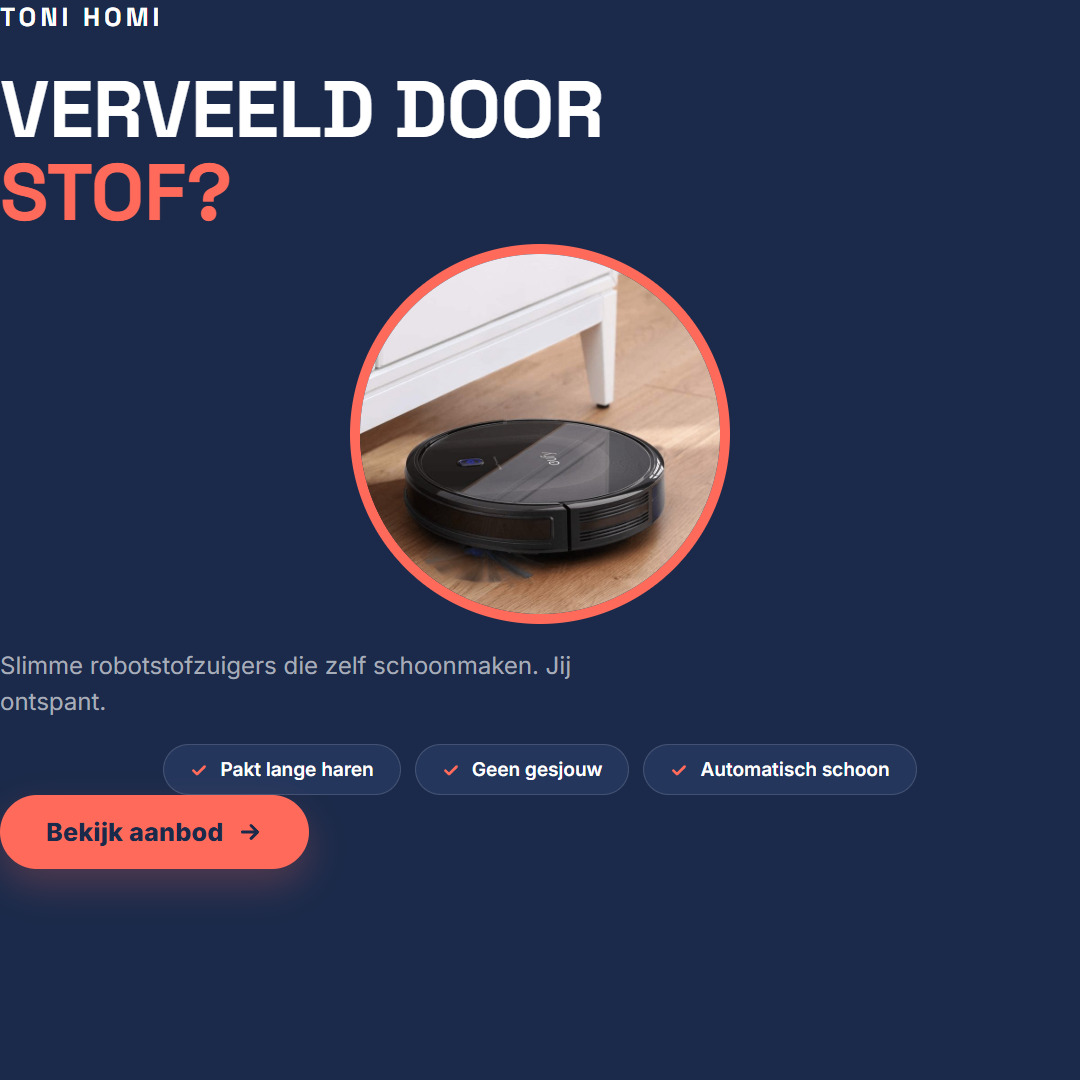 TONI HOMI
VERVEELD DOOR
STOF?
eufy
Slimme robotstofzuigers die zelf schoonmaken. Jij
ontspant.
Pakt lange haren
Geen gesjouw
Automatisch schoon
Bekijk aanbod →